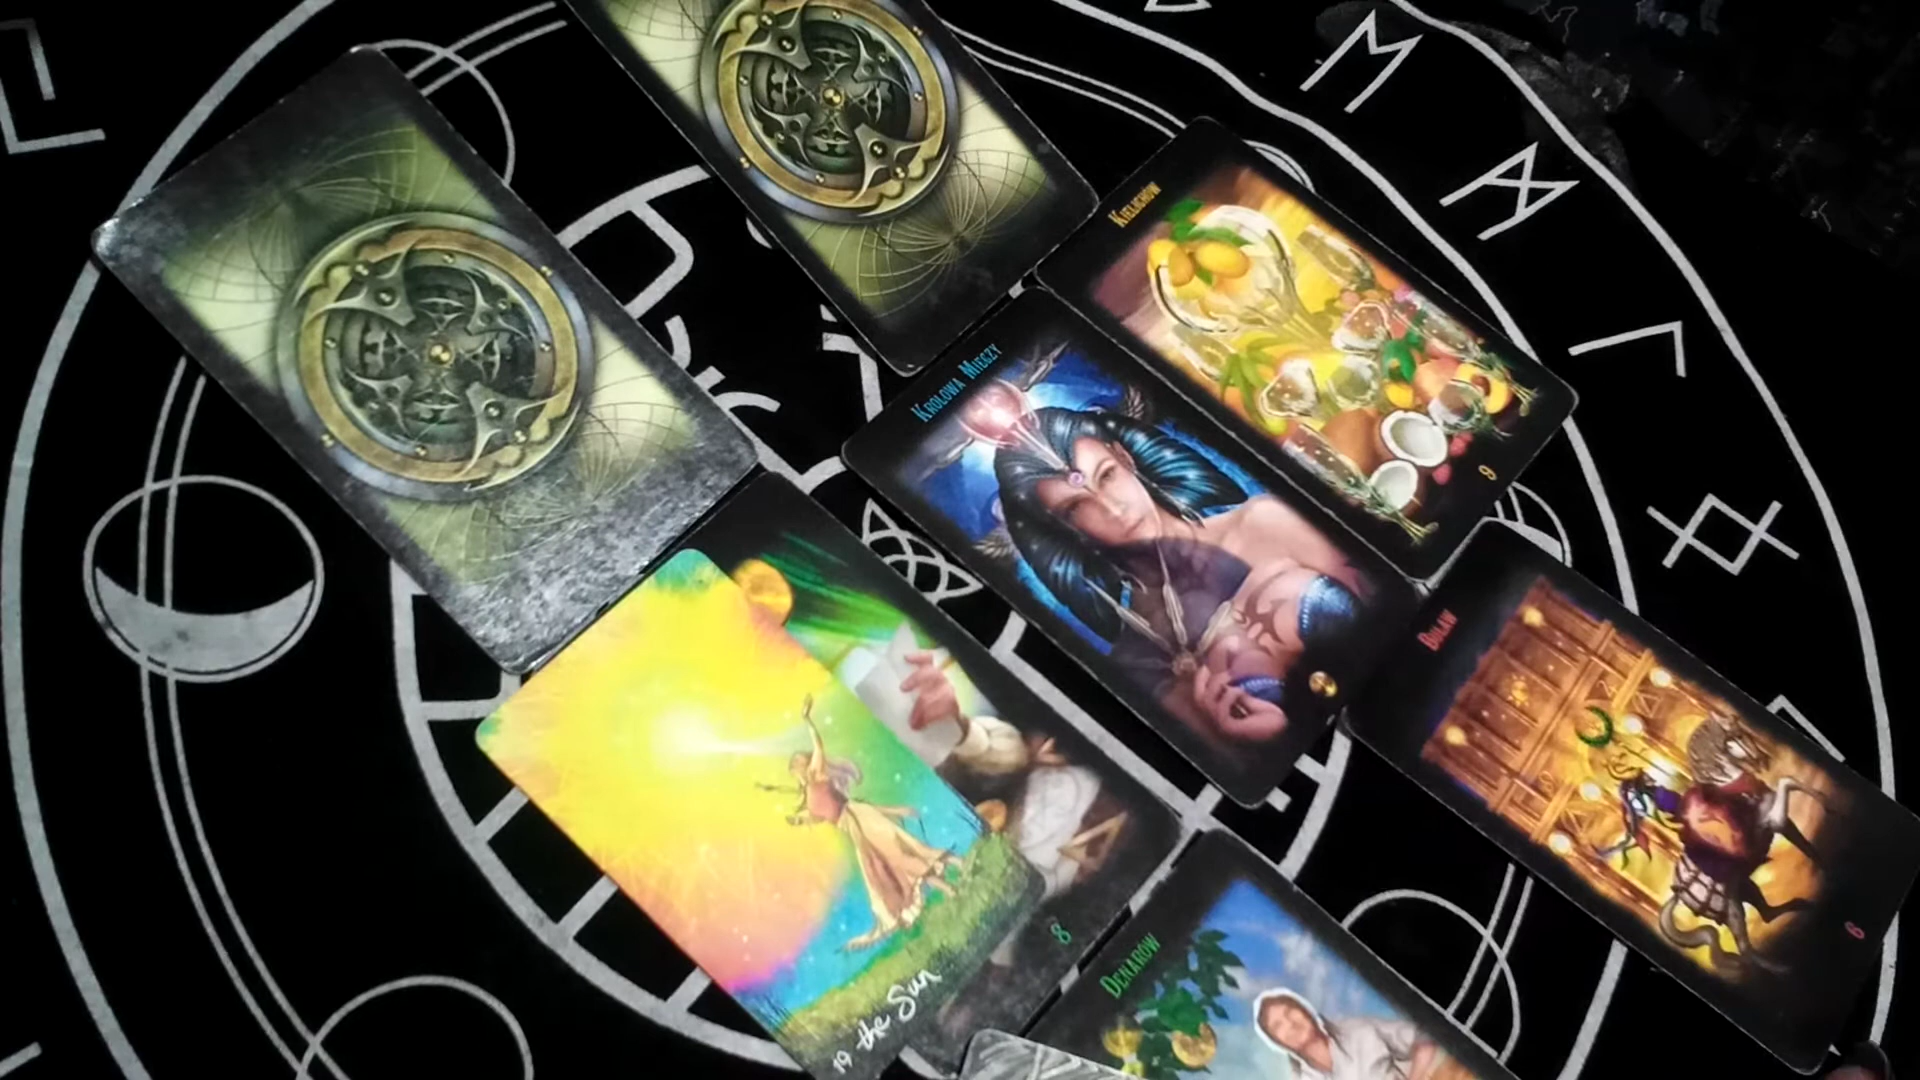 Kielichów
9
Królowa Mieczy
Buław
6
8
19 the Sun
Denarów